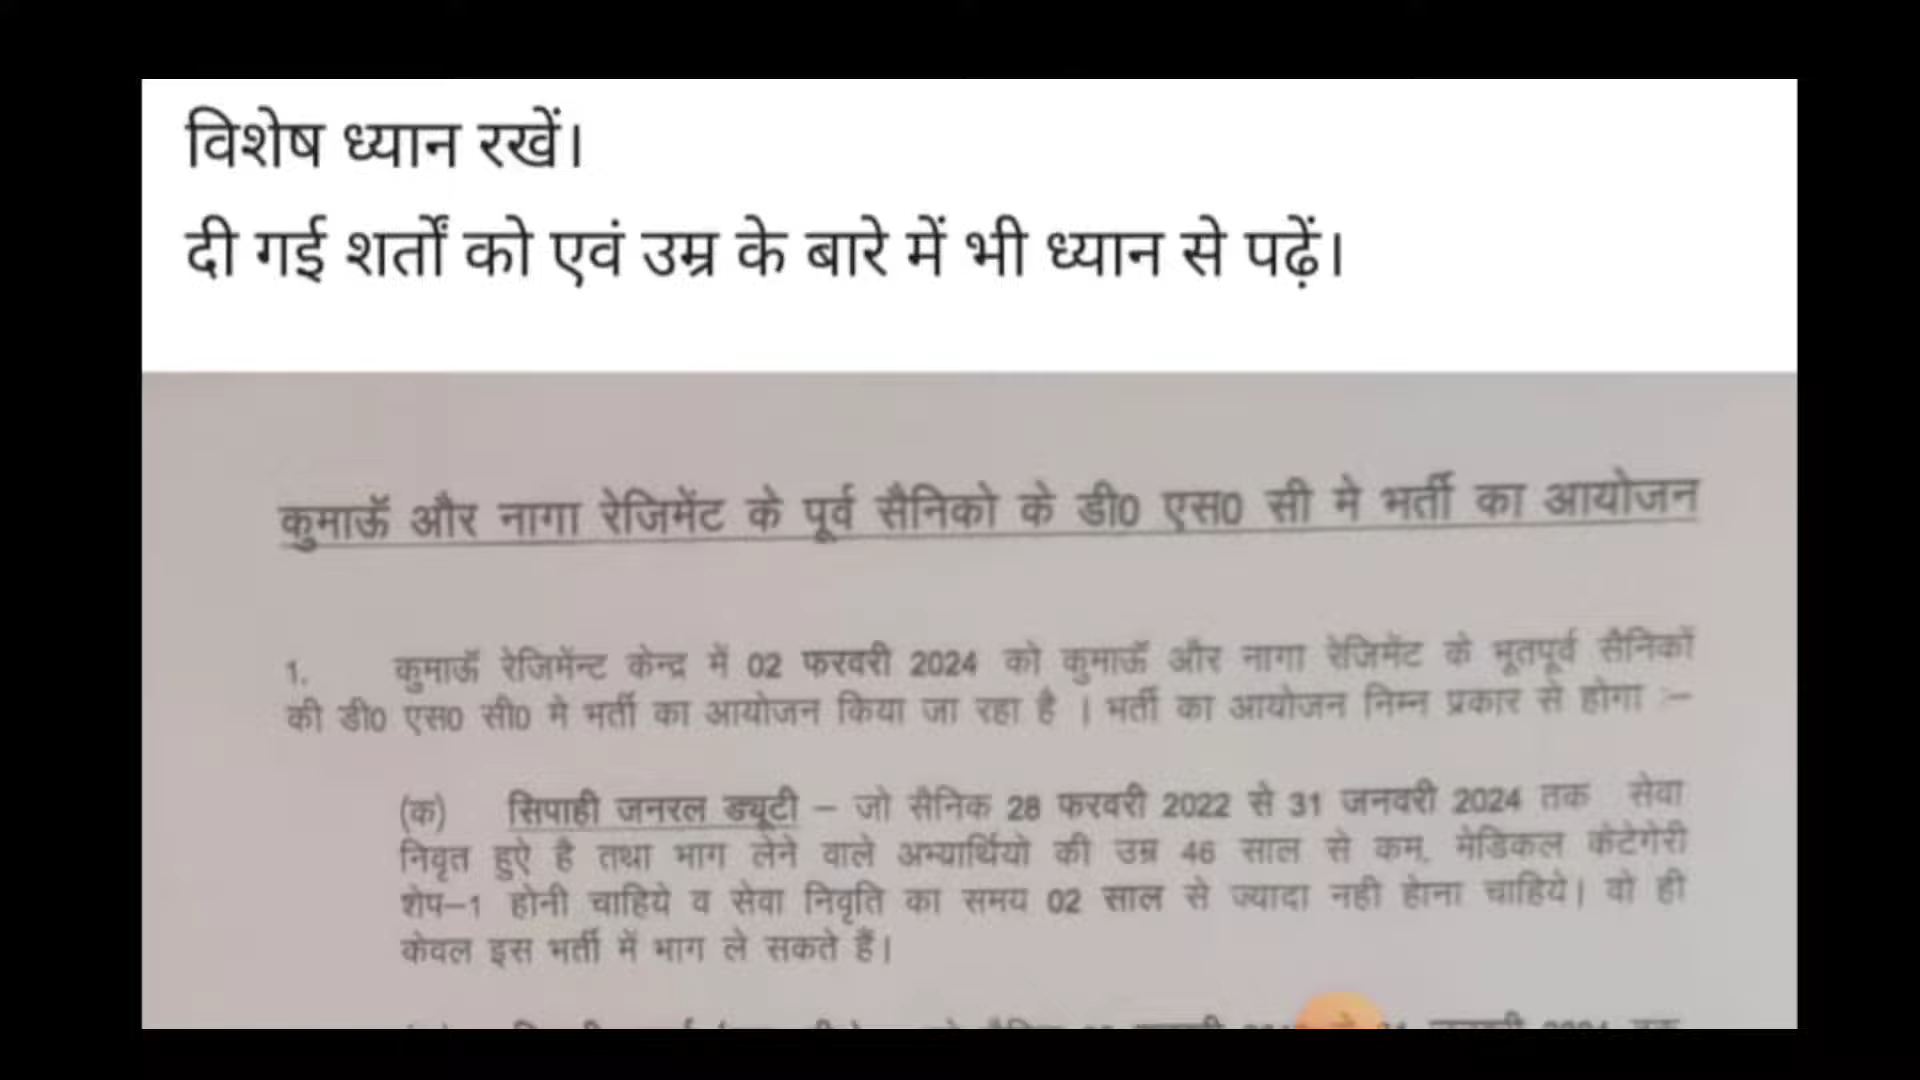 विशेष ध्यान रखें।
दी गई शर्तों को एवं उम्र के बारे में भी ध्यान से पढ़ें।
कुमाऊॅ और नागा रेजिमेंट के पूर्व सैनिको के डी0 एस0 सी मे भर्ती का आयोजन
1. कुमाऊॅ रेजिमेंन्ट केन्द्र में 02 फरवरी 2024 को कुमाऊॅ और नागा रेजिमेंट के भूतपूर्व सैनिकों
की डी0 एस0 सी0 मे भर्ती का आयोजन किया जा रहा है । भर्ती का आयोजन निम्न प्रकार से होगा :–
(क) सिपाही जनरल ड्यूटी – जो सैनिक 28 फरवरी 2022 से 31 जनवरी 2024 तक सेवा
निवृत हुऐ है तथा भाग लेने वाले अभ्यार्थियो की उम्र 46 साल से कम, मेडिकल केटेगेरी
शेप–1 होनी चाहिये व सेवा निवृति का समय 02 साल से ज्यादा नही होना चाहिये। वो ही
केवल इस भर्ती में भाग ले सकते हैं।